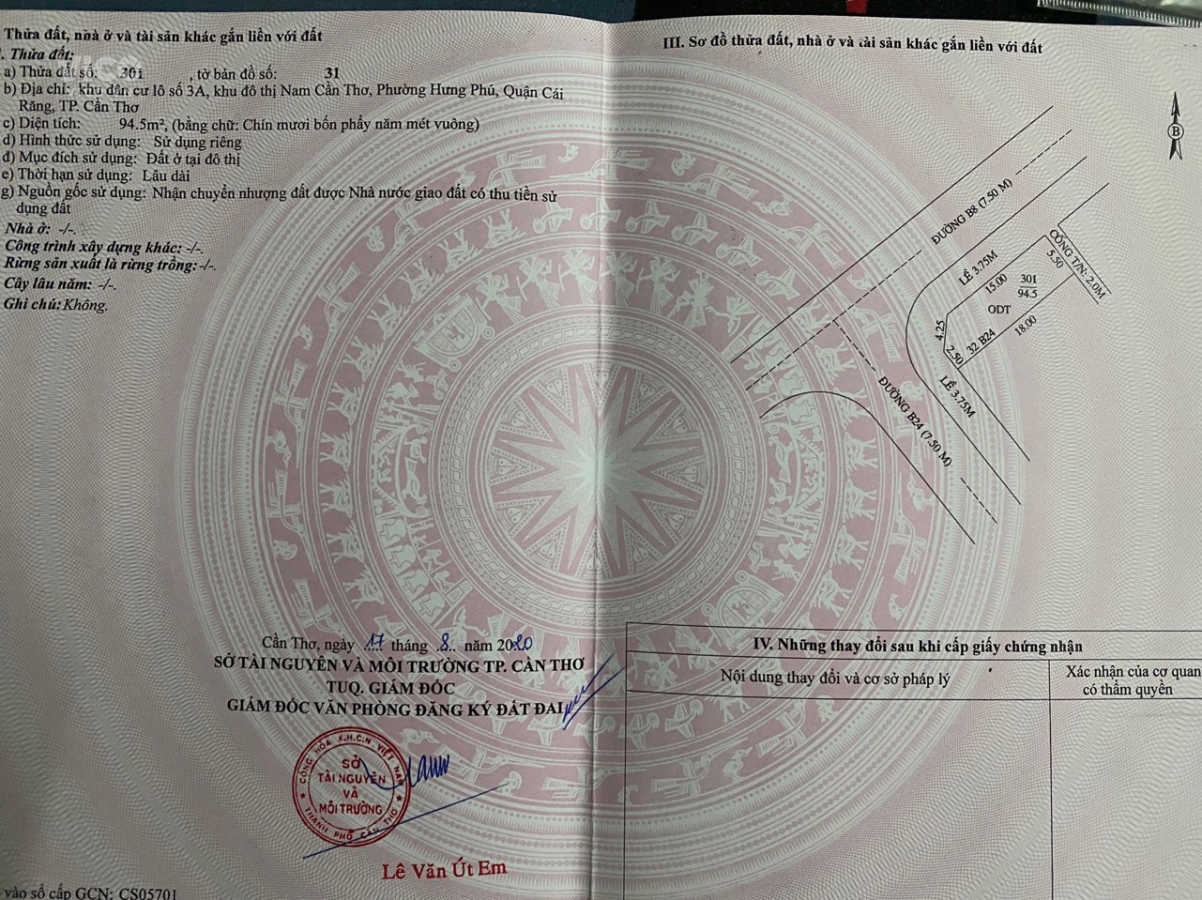 Thửa đất, nhà ở và tài sản khác gắn liền với đất
. Thửa đất:
a) Thửa đất số: 301 , tờ bản đồ số: 31
b) Địa chỉ: khu dân cư lô số 3A, khu đô thị Nam Cần Thơ, Phường Hưng Phú, Quận Cái
Răng, TP. Cần Thơ
c) Diện tích: 94.5m², (bằng chữ: Chín mươi bốn phẩy năm mét vuông)
d) Hình thức sử dụng: Sử dụng riêng
đ) Mục đích sử dụng: Đất ở tại đô thị
e) Thời hạn sử dụng: Lâu dài
g) Nguồn gốc sử dụng: Nhận chuyển nhượng đất được Nhà nước giao đất có thu tiền sử
dụng đất
Nhà ở: -/-.
Công trình xây dựng khác: -/-.
Rừng sản xuất là rừng trồng: -/-.
Cây lâu năm: -/-.
Ghi chú: Không.
Cần Thơ, ngày 17 tháng 8 năm 2020
SỞ TÀI NGUYÊN VÀ MÔI TRƯỜNG TP. CẦN THƠ
TUQ. GIÁM ĐỐC
GIÁM ĐỐC VĂN PHÒNG ĐĂNG KÝ ĐẤT ĐAI
CỘNG HÒA X.H.C.N VIỆT NAM
SỞ
TÀI NGUYÊN
VÀ
MÔI TRƯỜNG
THÀNH PHỐ CẦN THƠ
Lê Văn Út Em
vào sổ cấp GCN: CS05701
III. Sơ đồ thửa đất, nhà ở và tài sản khác gắn liền với đất
B
ĐƯỜNG B8 (7.50 M)
LỀ 3.75M
CỐNG T/N: 2.0M
15.00
5.50
301
94.5
ODT
4.25
2.50
32 B24
18.00
LỀ 3.75M
ĐƯỜNG B24 (7.50 M)
IV. Những thay đổi sau khi cấp giấy chứng nhận
Nội dung thay đổi và cơ sở pháp lý
Xác nhận của cơ quan
có thẩm quyền